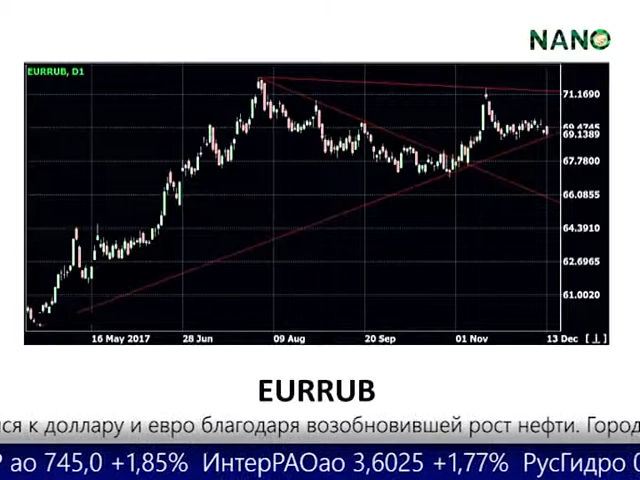 NANO
EURRUB, D1
71.1690
69.4745
69.1389
67.7800
66.0855
64.3910
62.6965
61.0020
16 May 2017 28 Jun 09 Aug 20 Sep 01 Nov 13 Dec
EURRUB
ся к доллару и евро благодаря возобновившей рост нефти. Город
Р ао 745,0 +1,85% ИнтерРАОао 3,6025 +1,77% РусГидро